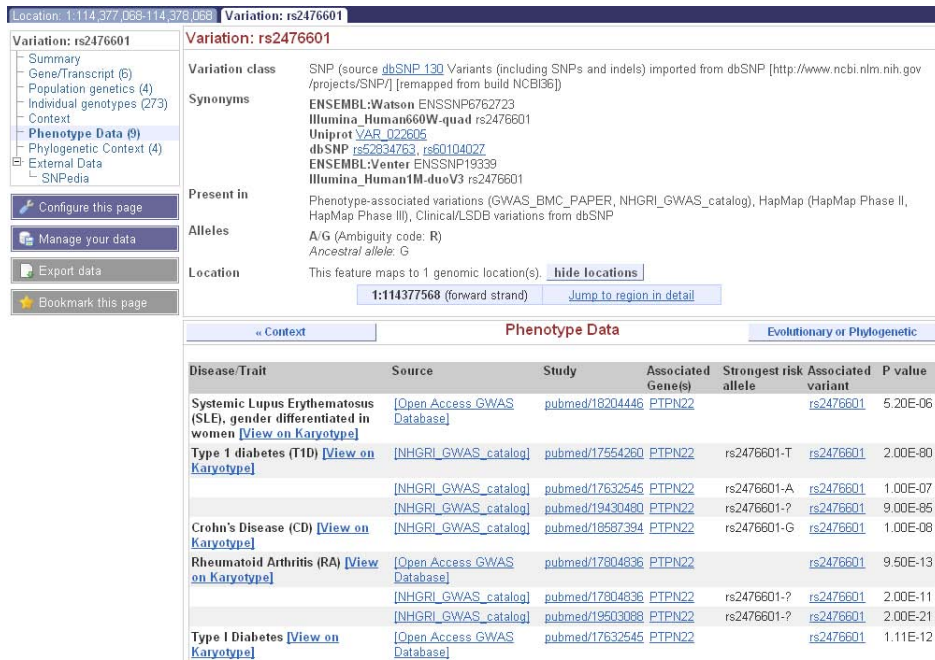 Location: 1:114,377,068-114,378,068 Variation: rs2476601
Variation: rs2476601
Summary
Gene/Transcript (6)
Population genetics (4)
Individual genotypes (273)
Context
Phenotype Data (9)
Phylogenetic Context (4)
External Data
SNPedia
Configure this page
Manage your data
Export data
Bookmark this page
Variation: rs2476601
Variation class SNP (source dbSNP 130 Variants (including SNPs and indels) imported from dbSNP [http://www.ncbi.nlm.nih.gov
/projects/SNP/] [remapped from build NCBI36])
Synonyms ENSEMBL:Watson ENSSNP6762723
Illumina_Human660W-quad rs2476601
Uniprot VAR_022605
dbSNP rs52834763, rs60104027
ENSEMBL:Venter ENSSNP19339
Illumina_Human1M-duoV3 rs2476601
Present in Phenotype-associated variations (GWAS_BMC_PAPER, NHGRI_GWAS_catalog), HapMap (HapMap Phase II,
HapMap Phase III), Clinical/LSDB variations from dbSNP
Alleles A/G (Ambiguity code: R)
Ancestral allele: G
Location This feature maps to 1 genomic location(s). hide locations
1:114377568 (forward strand) Jump to region in detail
« Context Phenotype Data Evolutionary or Phylogenetic
Disease/Trait Source Study Associated Strongest risk Associated P value
Gene(s) allele variant
Systemic Lupus Erythematosus [Open Access GWAS pubmed/18204446 PTPN22 rs2476601 5.20E-06
(SLE), gender differentiated in Database]
women [View on Karyotype]
Type 1 diabetes (T1D) [View on [NHGRI_GWAS_catalog] pubmed/17554260 PTPN22 rs2476601-T rs2476601 2.00E-80
Karyotype]
[NHGRI_GWAS_catalog] pubmed/17632545 PTPN22 rs2476601-A rs2476601 1.00E-07
[NHGRI_GWAS_catalog] pubmed/19430480 PTPN22 rs2476601-? rs2476601 9.00E-85
Crohn's Disease (CD) [View on [NHGRI_GWAS_catalog] pubmed/18587394 PTPN22 rs2476601-G rs2476601 1.00E-08
Karyotype]
Rheumatoid Arthritis (RA) [View [Open Access GWAS pubmed/17804836 PTPN22 rs2476601 9.50E-13
on Karyotype] Database]
[NHGRI_GWAS_catalog] pubmed/17804836 PTPN22 rs2476601-? rs2476601 2.00E-11
[NHGRI_GWAS_catalog] pubmed/19503088 PTPN22 rs2476601-? rs2476601 2.00E-21
Type I Diabetes [View on [Open Access GWAS pubmed/17632545 PTPN22 rs2476601 1.11E-12
Karyotype] Database]